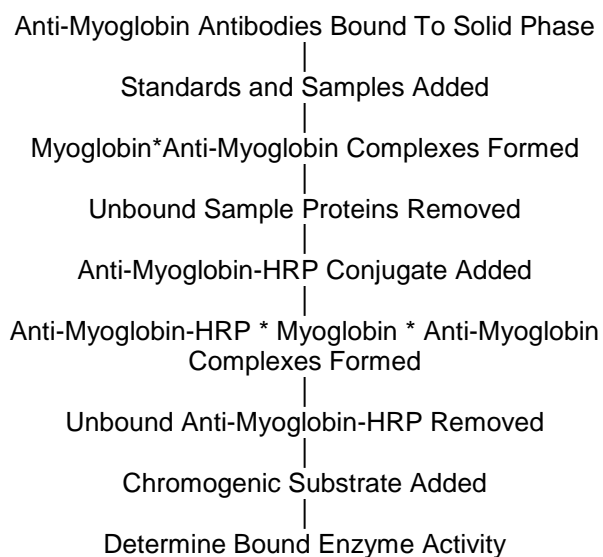 Anti-Myoglobin Antibodies Bound To Solid Phase
Standards and Samples Added
Myoglobin*Anti-Myoglobin Complexes Formed
Unbound Sample Proteins Removed
Anti-Myoglobin-HRP Conjugate Added
Anti-Myoglobin-HRP * Myoglobin * Anti-Myoglobin
Complexes Formed
Unbound Anti-Myoglobin-HRP Removed
Chromogenic Substrate Added
Determine Bound Enzyme Activity